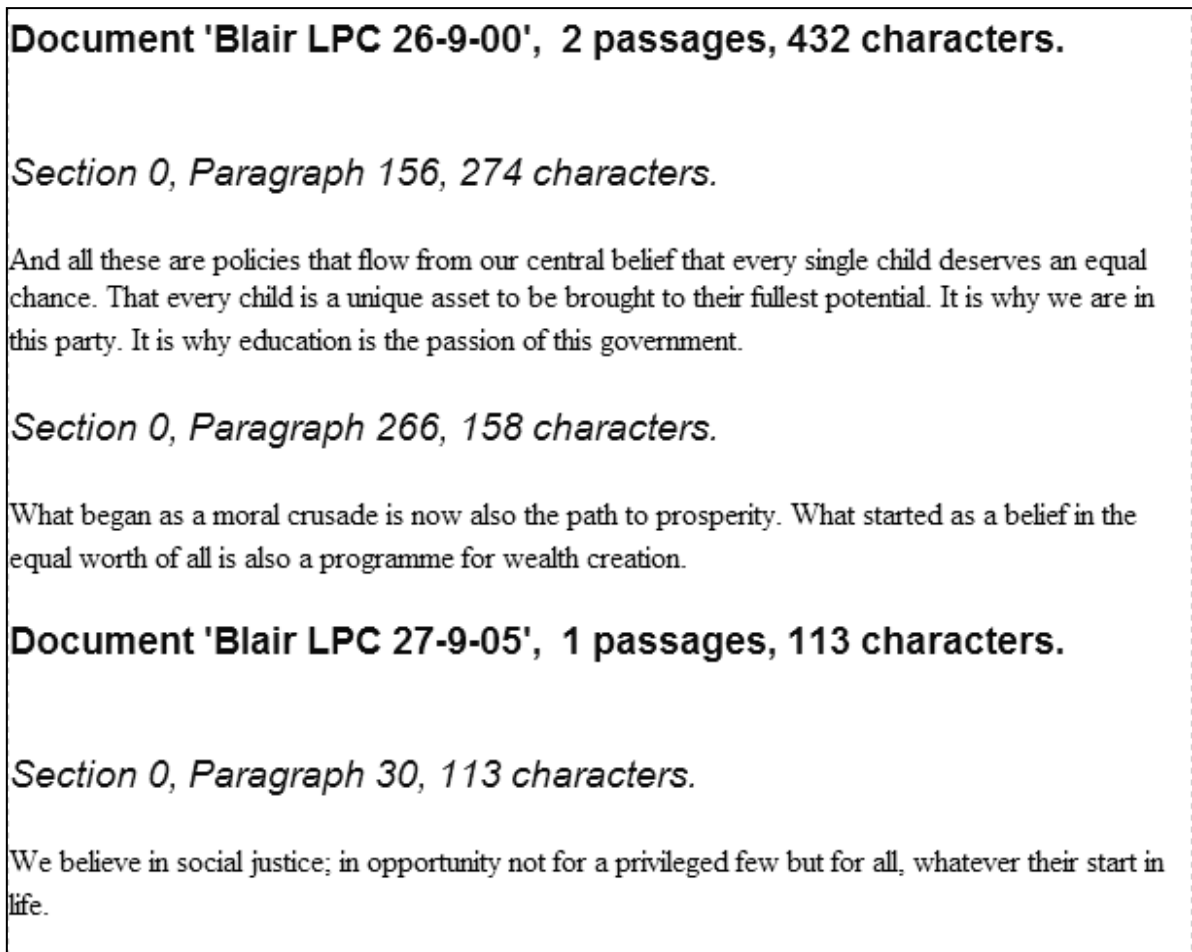 Document 'Blair LPC 26-9-00',  2 passages, 432 characters.
Section 0, Paragraph 156, 274 characters.
And all these are policies that flow from our central belief that every single child deserves an equal
chance. That every child is a unique asset to be brought to their fullest potential. It is why we are in
this party. It is why education is the passion of this government.
Section 0, Paragraph 266, 158 characters.
What began as a moral crusade is now also the path to prosperity. What started as a belief in the
equal worth of all is also a programme for wealth creation.
Document 'Blair LPC 27-9-05',  1 passages, 113 characters.
Section 0, Paragraph 30, 113 characters.
We believe in social justice; in opportunity not for a privileged few but for all, whatever their start in
life.